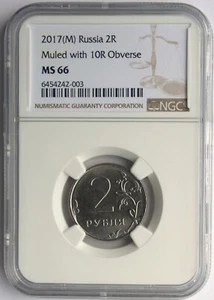 2017(M) Russia 2R
Muled with 10R Obverse
MS 66
6454242-003
NUMISMATIC GUARANTY CORPORATION
NGC
2
РУБЛЯ